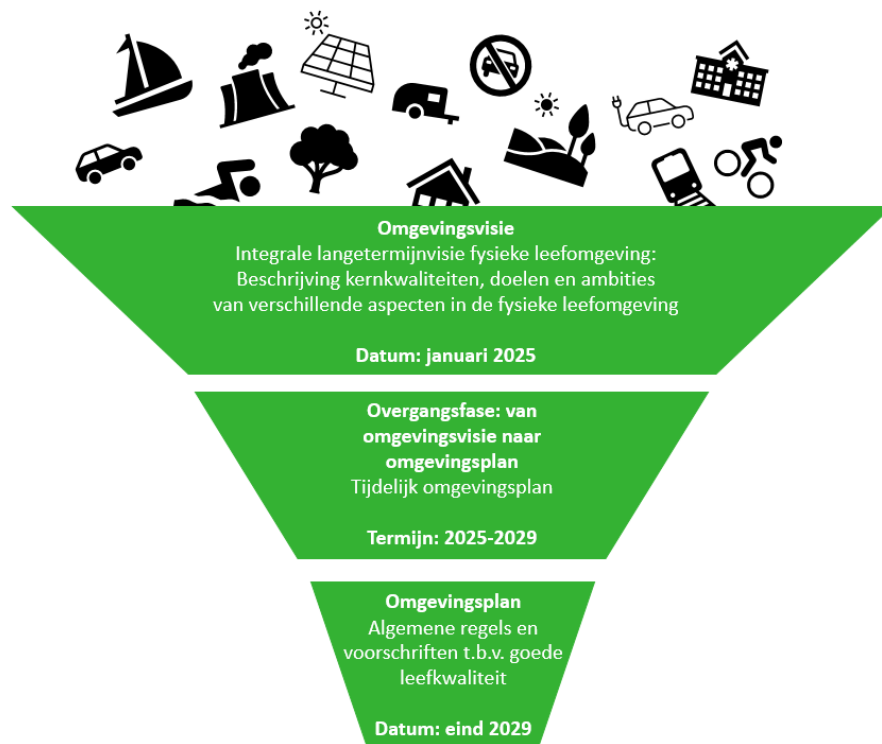 Omgevingsvisie
Integrale langetermijnvisie fysieke leefomgeving:
Beschrijving kernkwaliteiten, doelen en ambities
van verschillende aspecten in de fysieke leefomgeving
Datum: januari 2025
Overgangsfase: van
omgevingsvisie naar
omgevingsplan
Tijdelijk omgevingsplan
Termijn: 2025-2029
Omgevingsplan
Algemene regels en
voorschriften t.b.v. goede
leefkwaliteit
Datum: eind 2029